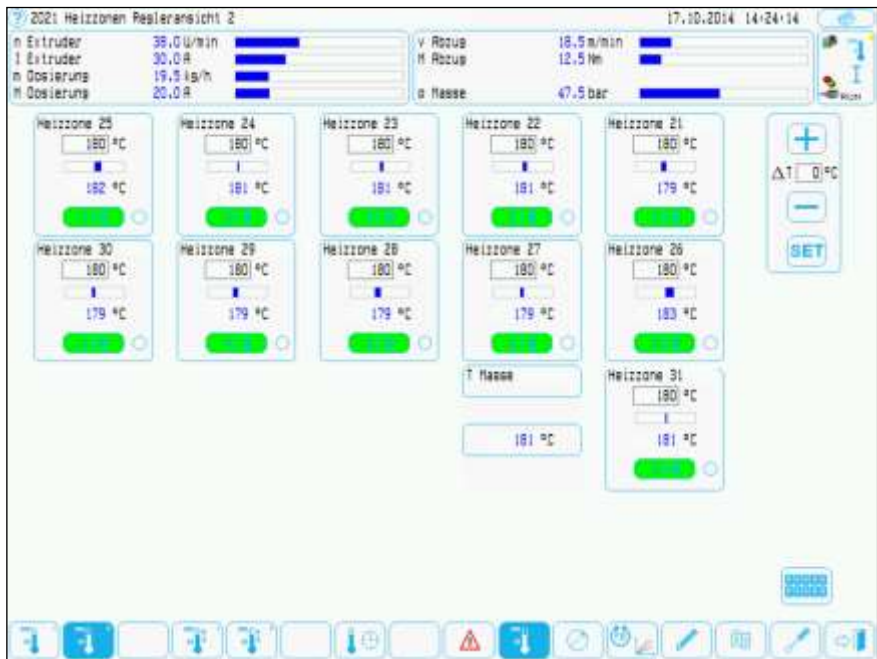 2021 Heizzonen Regleransicht 2
17.10.2014 14:24:14
n Extruder 38.0 U/min
I Extruder 30.0 A
m Dosierung 19.5 kg/h
M Dosierung 20.0 A
v Abzug 18.5 m/min
M Abzug 12.5 Nm
p Masse 47.5 bar
Heizzone 25 Heizzone 24 Heizzone 23 Heizzone 22 Heizzone 21
180 °C 180 °C 180 °C 180 °C 180 °C
182 °C 181 °C 181 °C 181 °C 179 °C
ΔT 0 °C
SET
Heizzone 30 Heizzone 29 Heizzone 28 Heizzone 27 Heizzone 26
180 °C 180 °C 180 °C 180 °C 180 °C
179 °C 179 °C 179 °C 179 °C 183 °C
T Masse Heizzone 31
180 °C
181 °C 181 °C